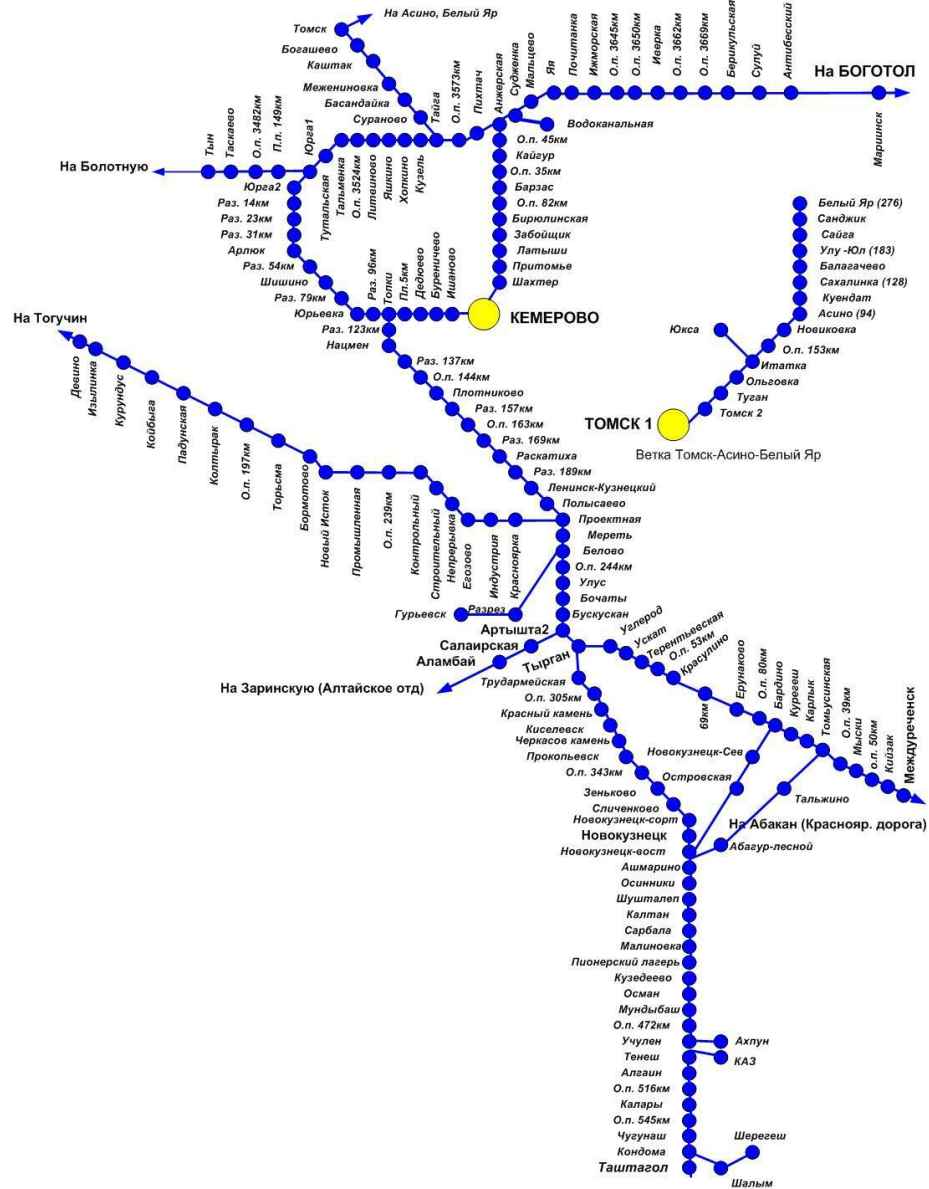 На Асино, Белый Яр
Томск
Богашево
Каштак
Межениновка
Басандайка
Сураново
Тайга
О.п. 3573км
Пихтач
Анжерская
Судженка
Мальцево
Яя
Почитанка
Ижморская
О.п. 3645км
О.п. 3650км
Иверка
О.п. 3662км
О.п. 3669км
Берикульская
Сулуй
Антибесский
Мариинск
На БОГОТОЛ
Водоканальная
На Болотную
Тын
Таскаево
О.п. 3482км
П.п. 149км
Юрга1
Тутальская
Тальменка
О.п. 3524км
Литвиново
Яшкино
Хопкино
Кузель
О.п. 45км
Кайгур
О.п. 35км
Барзас
О.п. 82км
Бирюлинская
Забойщик
Латыши
Притомье
Шахтер
КЕМЕРОВО
Юрга2
Раз. 14км
Раз. 23км
Раз. 31км
Арлюк
Раз. 54км
Шишино
Раз. 79км
Юрьевка
Раз. 96км
Топки
Пп.5км
Дедюево
Буреничево
Ишаново
Белый Яр (276)
Санджик
Сайга
Улу -Юл (183)
Балагачево
Сахалинка (128)
Куендат
Асино (94)
Новиковка
О.п. 153км
Юкса
Итатка
Ольговка
Туган
Томск 2
ТОМСК 1
Ветка Томск-Асино-Белый Яр
Раз. 123км
Нацмен
Раз. 137км
О.п. 144км
Плотниково
Раз. 157км
О.п. 163км
Раз. 169км
Раскатиха
Раз. 189км
Ленинск-Кузнецкий
Полысаево
Проектная
На Тогучин
Девино
Изылинка
Курундус
Койбыга
Падунская
Колтырак
О.п. 197км
Торьсма
Бормотово
Новый Исток
Промышленная
О.п. 239км
Контрольный
Строительный
Непрерывка
Егозово
Индустрия
Красноярка
Мереть
Белово
О.п. 244км
Улус
Бочаты
Бускускан
Гурьевск
Разрез
Артышта2
Салаирская
Аламбай
На Заринскую (Алтайское отд)
Тырган
Углерод
Ускат
Терентьевская
О.п. 53км
Красулино
69км
Ерунаково
О.п. 80км
Бардино
Курегеш
Карлык
Томьусинская
О.п. 39км
Мыски
о.п. 50км
Кийзак
Междуреченск
На Абакан (Краснояр. дорога)
Трудармейская
О.п. 305км
Красный камень
Киселевск
Черкасов камень
Прокопьевск
О.п. 343км
Зеньково
Сличенково
Новокузнецк-сорт
Новокузнецк
Новокузнецк-вост
Новокузнецк-Сев
Островская
Тальжино
Абагур-лесной
Ашмарино
Осинники
Шушталеп
Калтан
Сарбала
Малиновка
Пионерский лагерь
Кузедеево
Осман
Мундыбаш
О.п. 472км
Учулен
Ахпун
Тенеш
КАЗ
Алгаин
О.п. 516км
Калары
О.п. 545км
Чугунаш
Кондома
Шерегеш
Таштагол
Шалым